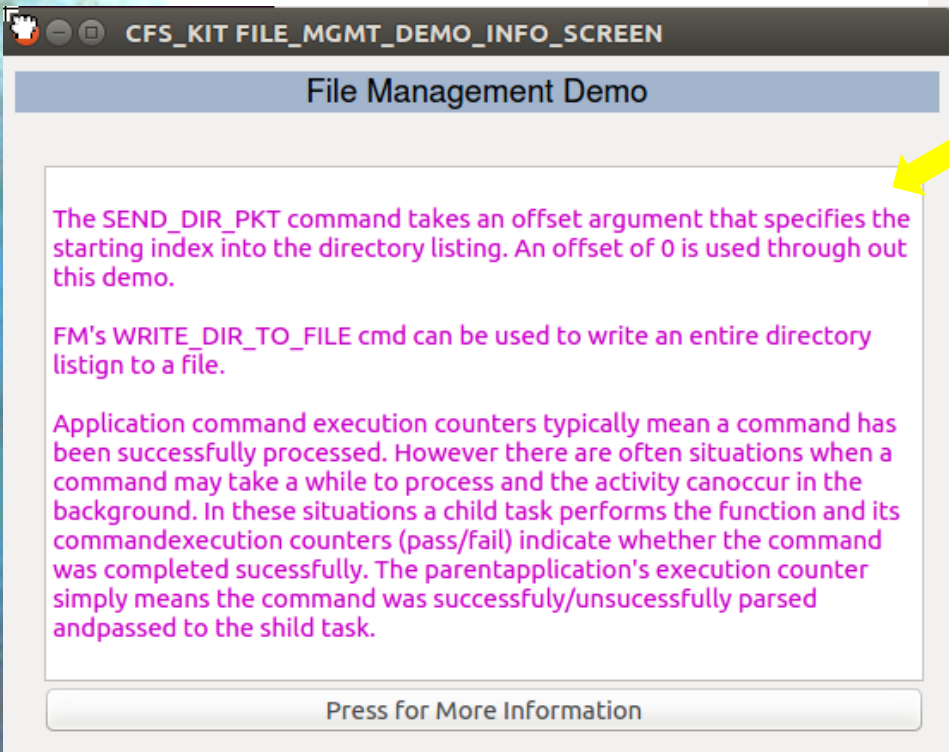 CFS_KIT FILE_MGMT_DEMO_INFO_SCREEN
File Management Demo
The SEND_DIR_PKT command takes an offset argument that specifies the
starting index into the directory listing. An offset of 0 is used through out
this demo.
FM's WRITE_DIR_TO_FILE cmd can be used to write an entire directory
listign to a file.
Application command execution counters typically mean a command has
been successfully processed. However there are often situations when a
command may take a while to process and the activity canoccur in the
background. In these situations a child task performs the function and its
commandexecution counters (pass/fail) indicate whether the command
was completed sucessfully. The parentapplication's execution counter
simply means the command was successfuly/unsucessfully parsed
andpassed to the shild task.
Press for More Information